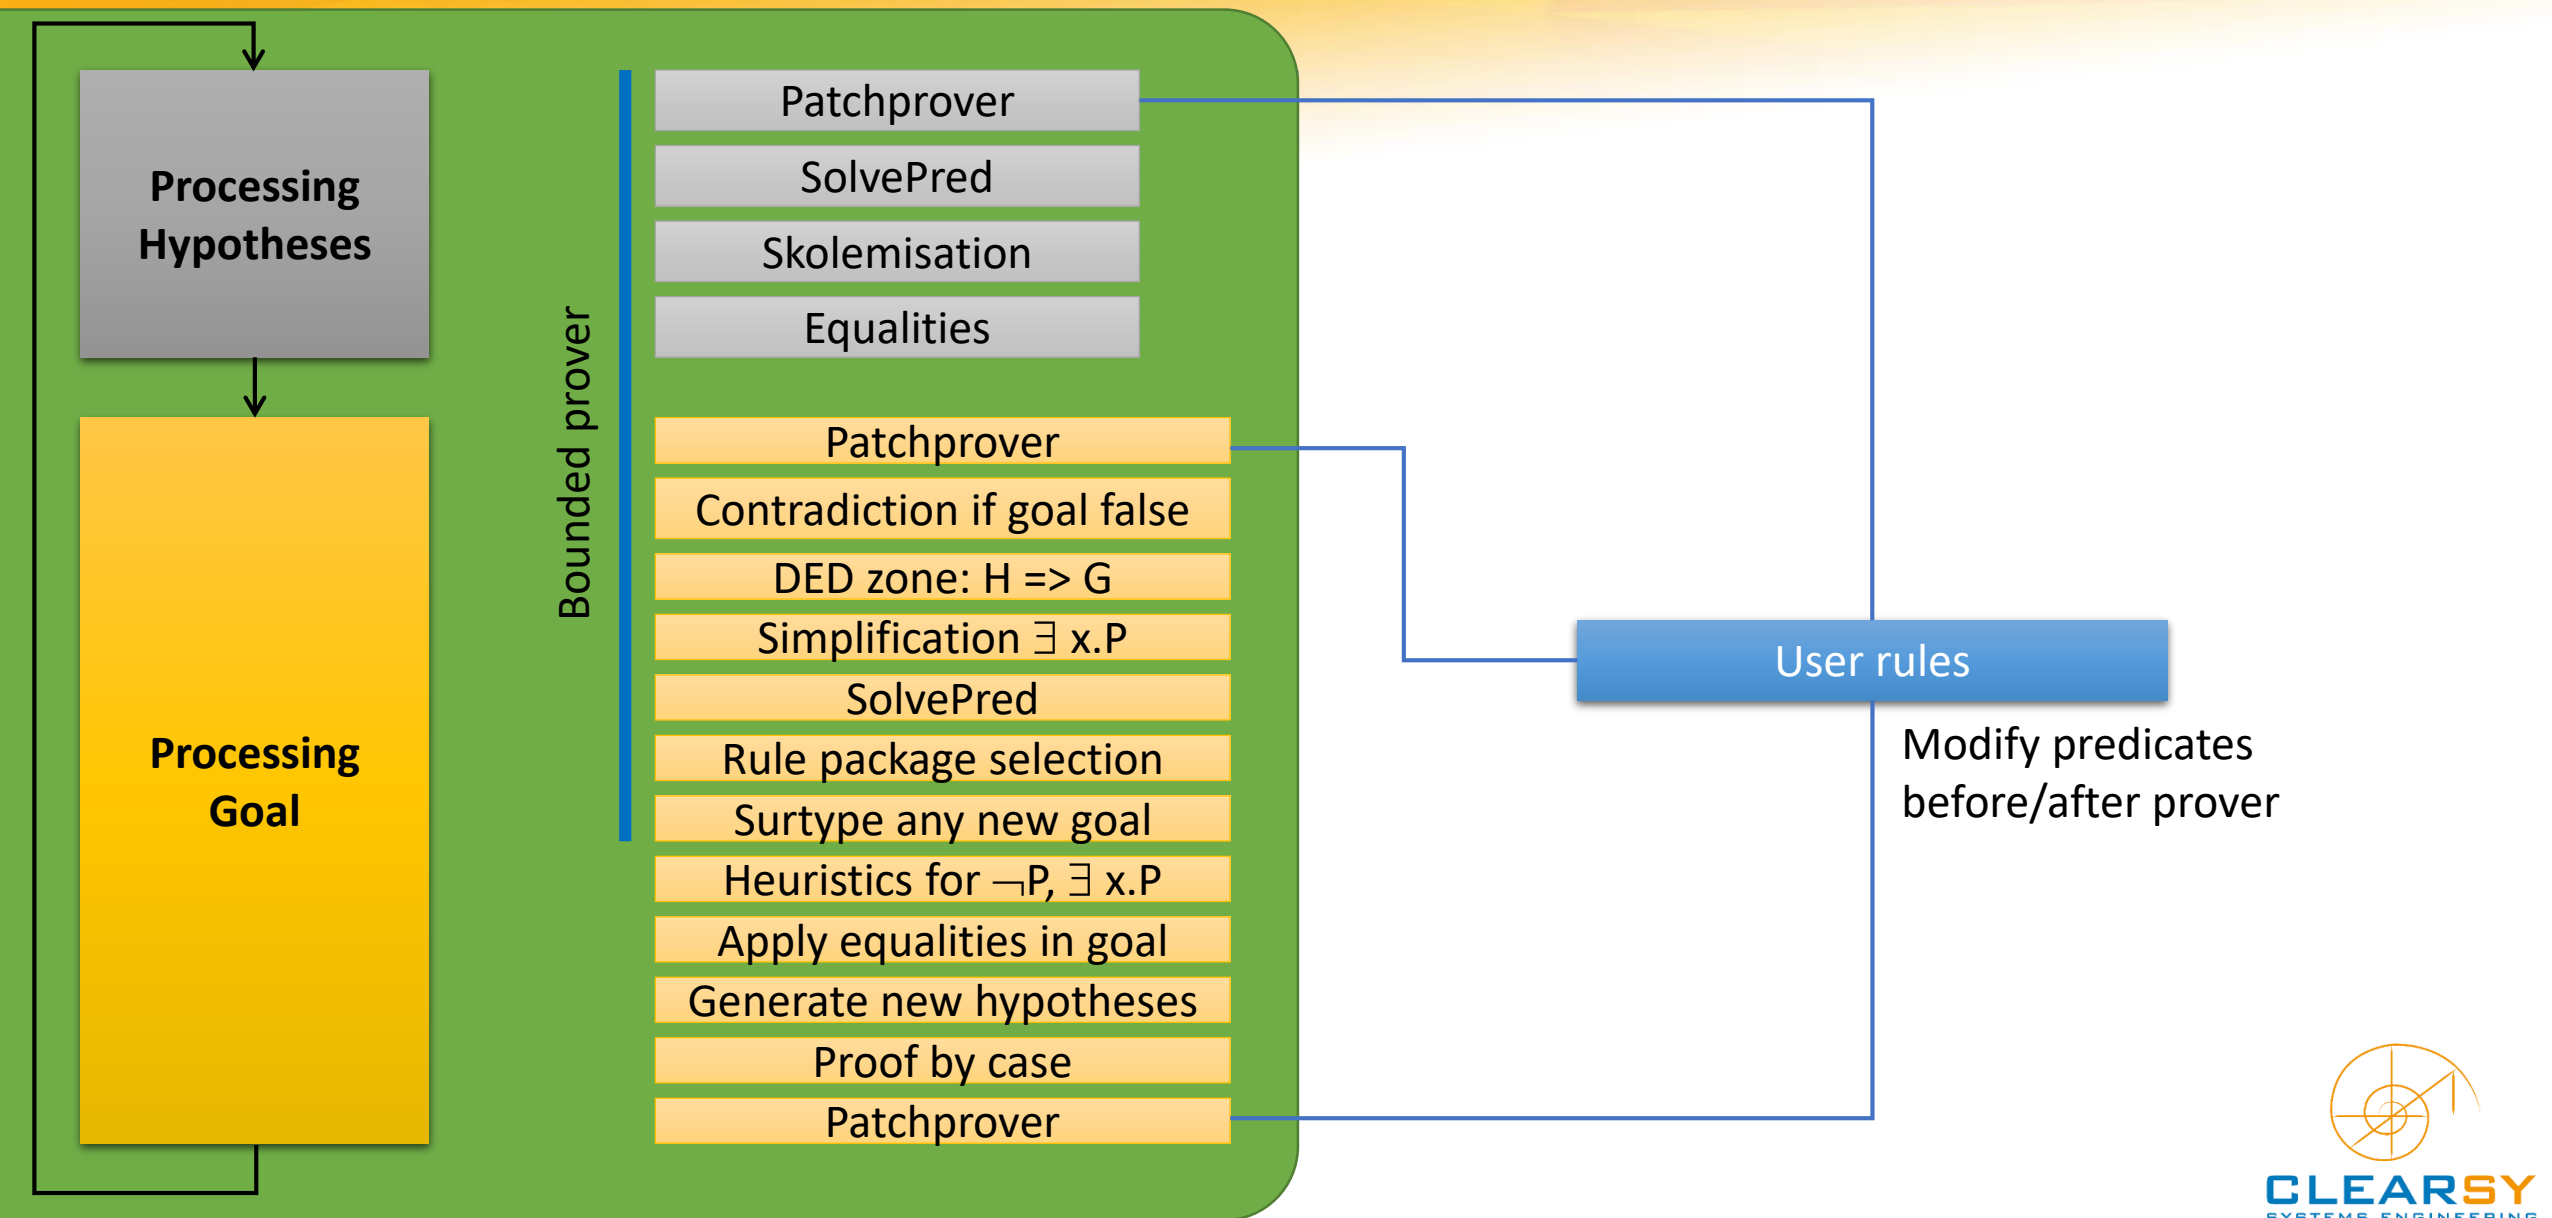 Processing
Hypotheses
Processing
Goal
Bounded prover
Patchprover
SolvePred
Skolemisation
Equalities
Patchprover
Contradiction if goal false
DED zone: H => G
Simplification ∃ x.P
SolvePred
Rule package selection
Surtype any new goal
Heuristics for ¬P, ∃ x.P
Apply equalities in goal
Generate new hypotheses
Proof by case
Patchprover
User rules
Modify predicates
before/after prover
CLEARSY
SYSTEMS ENGINEERING